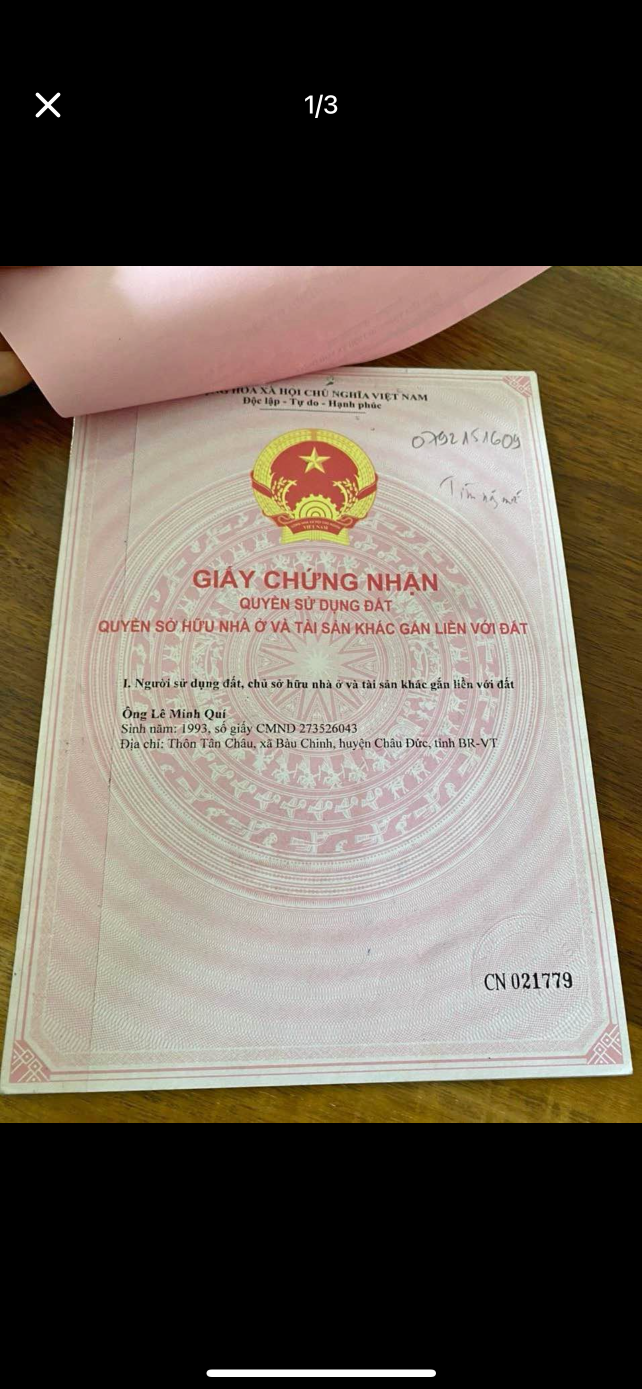 1/3
HÒA XÃ HỘI CHỦ NGHĨA VIỆT NAM
Độc lập - Tự do - Hạnh phúc
0792151609
VIỆT NAM
GIẤY CHỨNG NHẬN
QUYỀN SỬ DỤNG ĐẤT
QUYỀN SỞ HỮU NHÀ Ở VÀ TÀI SẢN KHÁC GẮN LIỀN VỚI ĐẤT
I. Người sử dụng đất, chủ sở hữu nhà ở và tài sản khác gắn liền với đất
Ông Lê Minh Quí
Sinh năm: 1993, số giấy CMND 273526043
Địa chỉ: Thôn Tân Châu, xã Bàu Chinh, huyện Châu Đức, tỉnh BR-VT
CN 021779